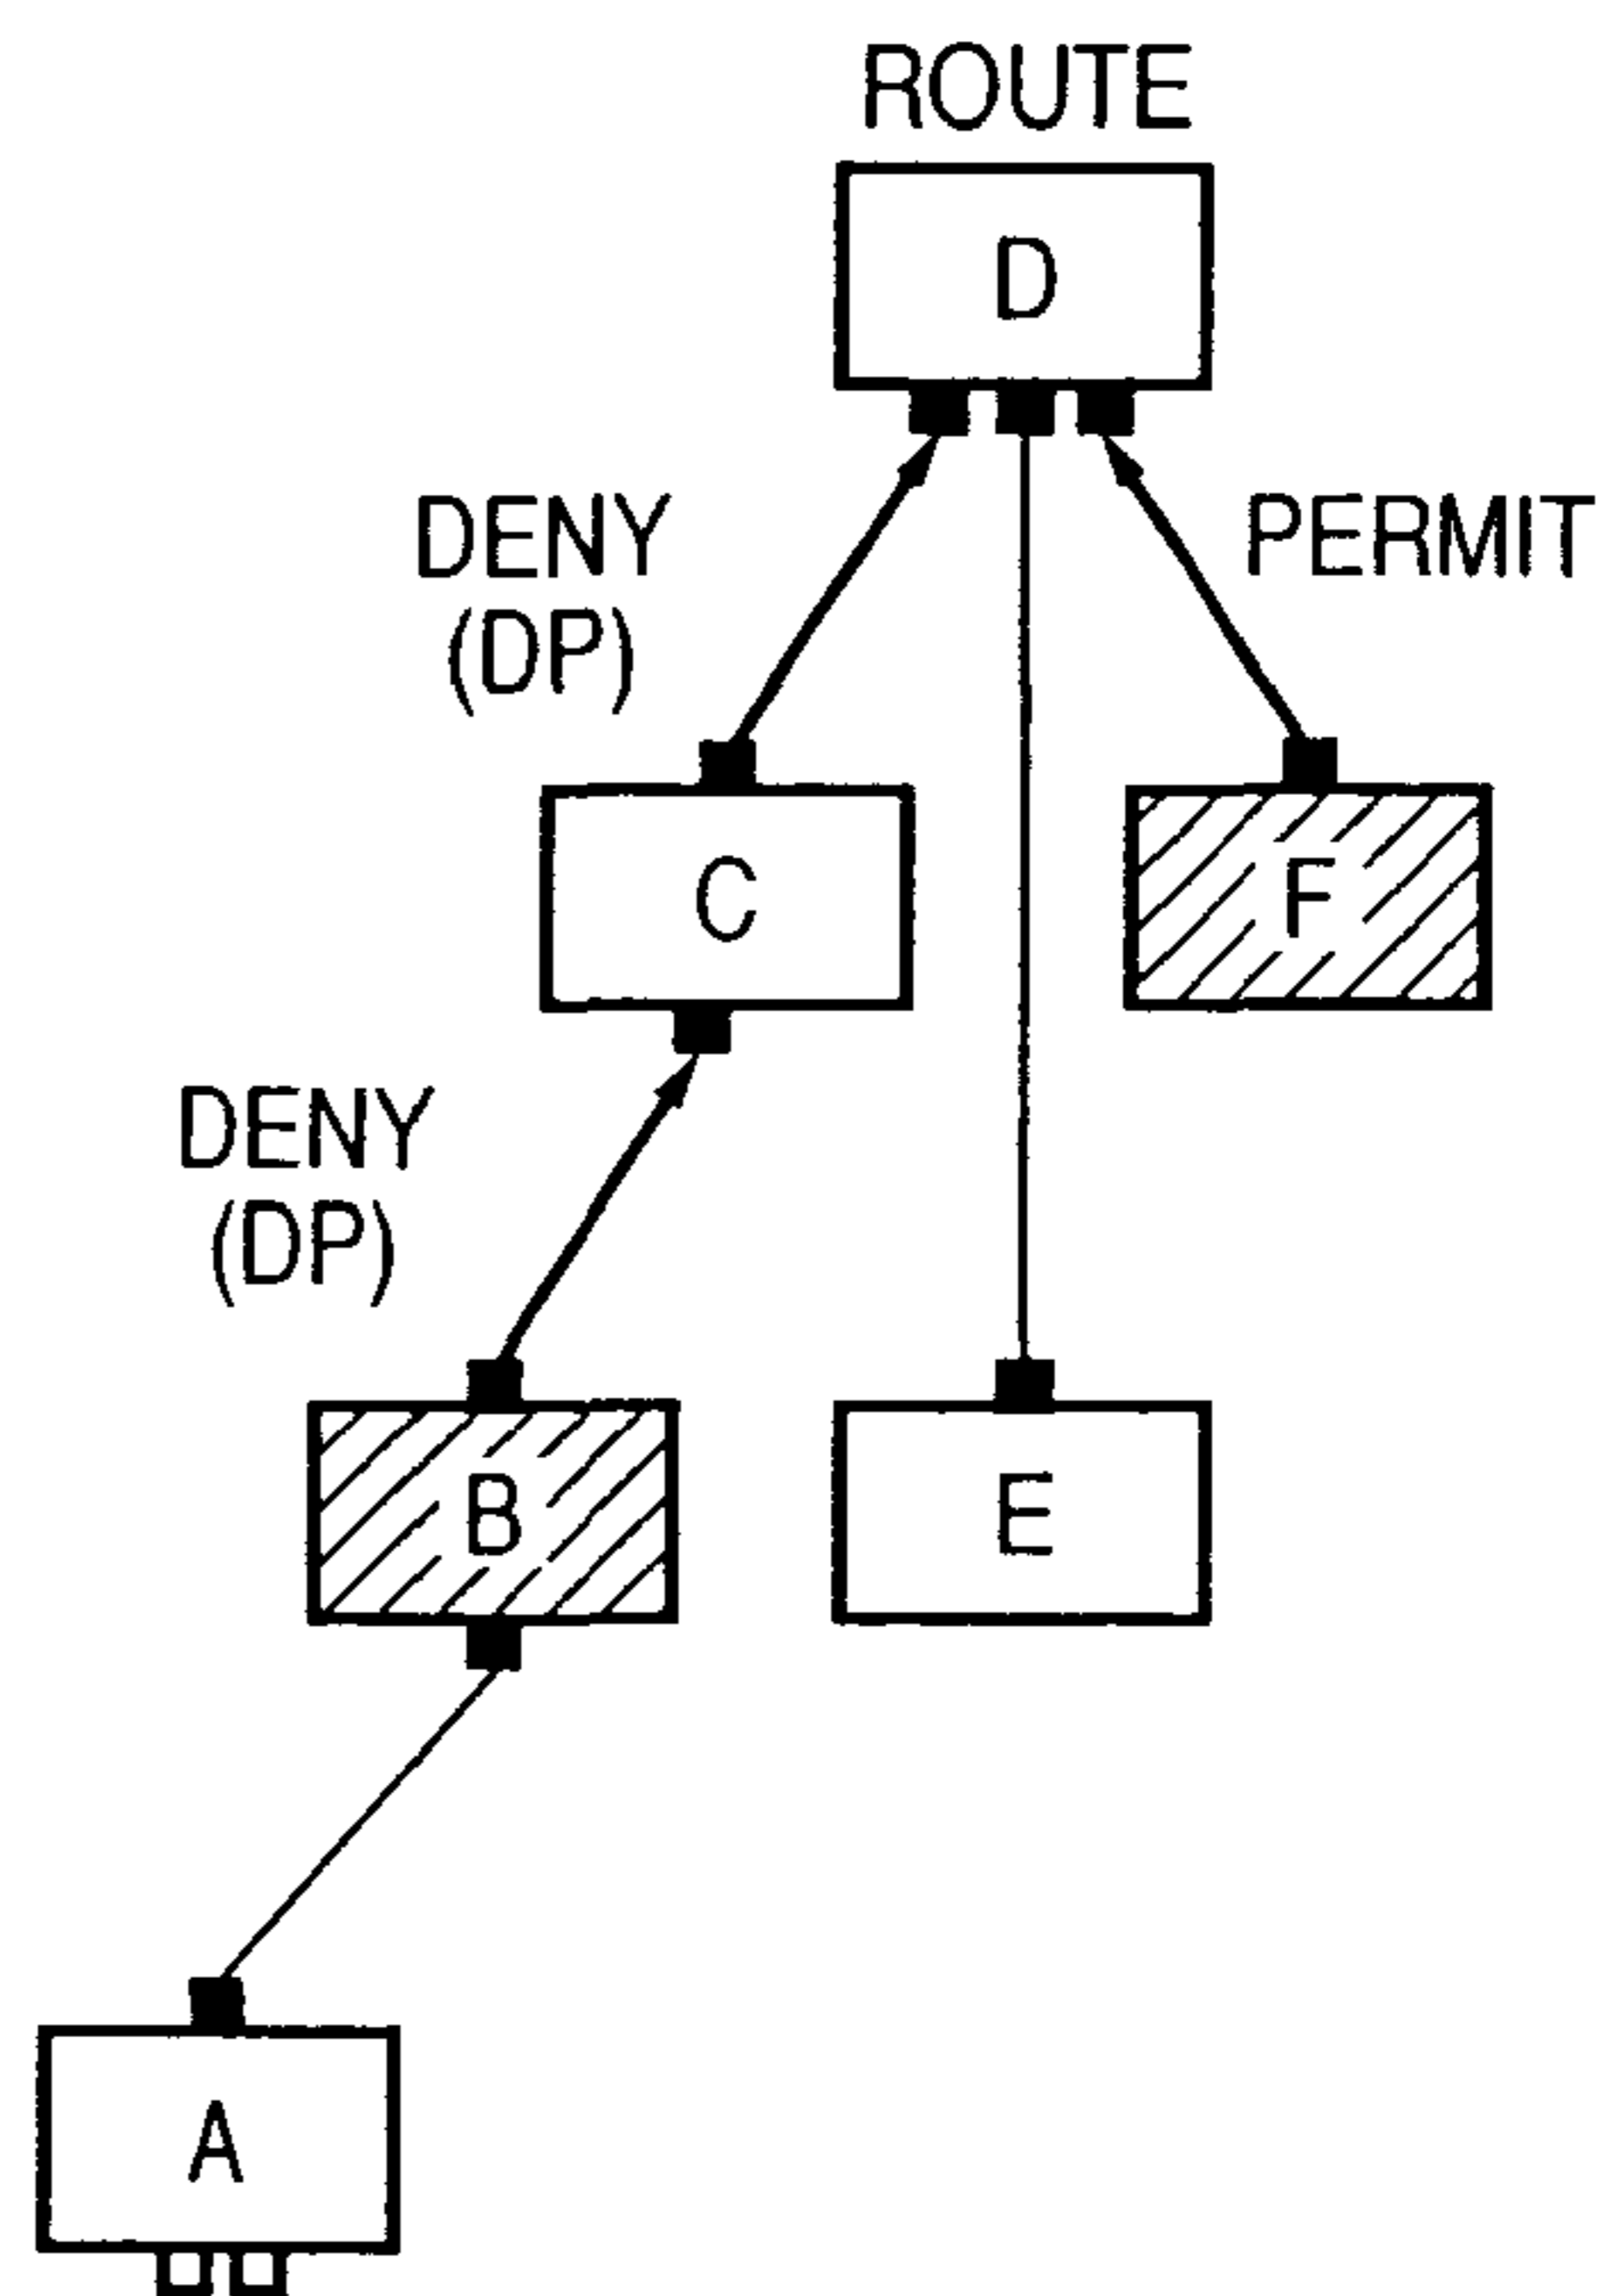 ROUTE
D
DENY
(DP)
PERMIT
C
F
DENY
(DP)
B
E
A